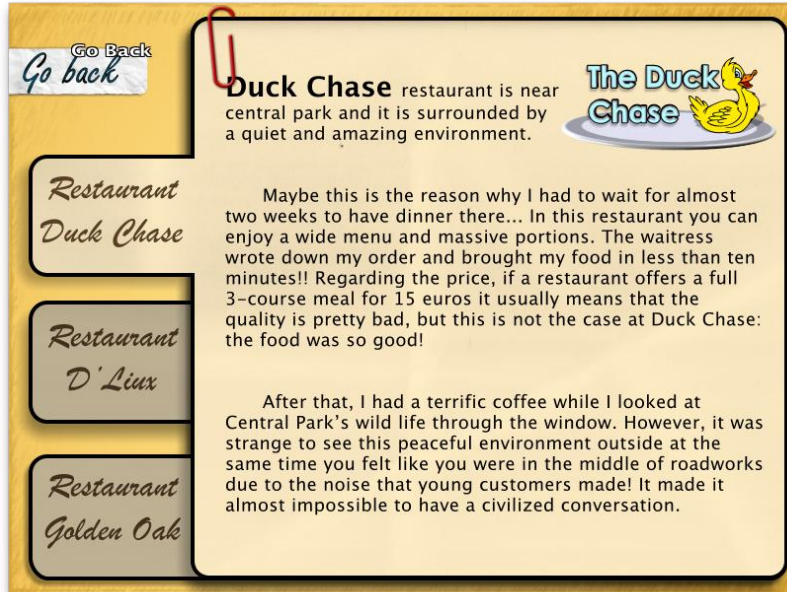 Go Back
Go back
Duck Chase restaurant is near
central park and it is surrounded by
a quiet and amazing environment.
The Duck
Chase
Restaurant
Duck Chase
Maybe this is the reason why I had to wait for almost
two weeks to have dinner there... In this restaurant you can
enjoy a wide menu and massive portions. The waitress
wrote down my order and brought my food in less than ten
minutes!! Regarding the price, if a restaurant offers a full
3-course meal for 15 euros it usually means that the
quality is pretty bad, but this is not the case at Duck Chase:
the food was so good!
Restaurant
D'Liux
After that, I had a terrific coffee while I looked at
Central Park's wild life through the window. However, it was
strange to see this peaceful environment outside at the
same time you felt like you were in the middle of roadworks
due to the noise that young customers made! It made it
almost impossible to have a civilized conversation.
Restaurant
Golden Oak